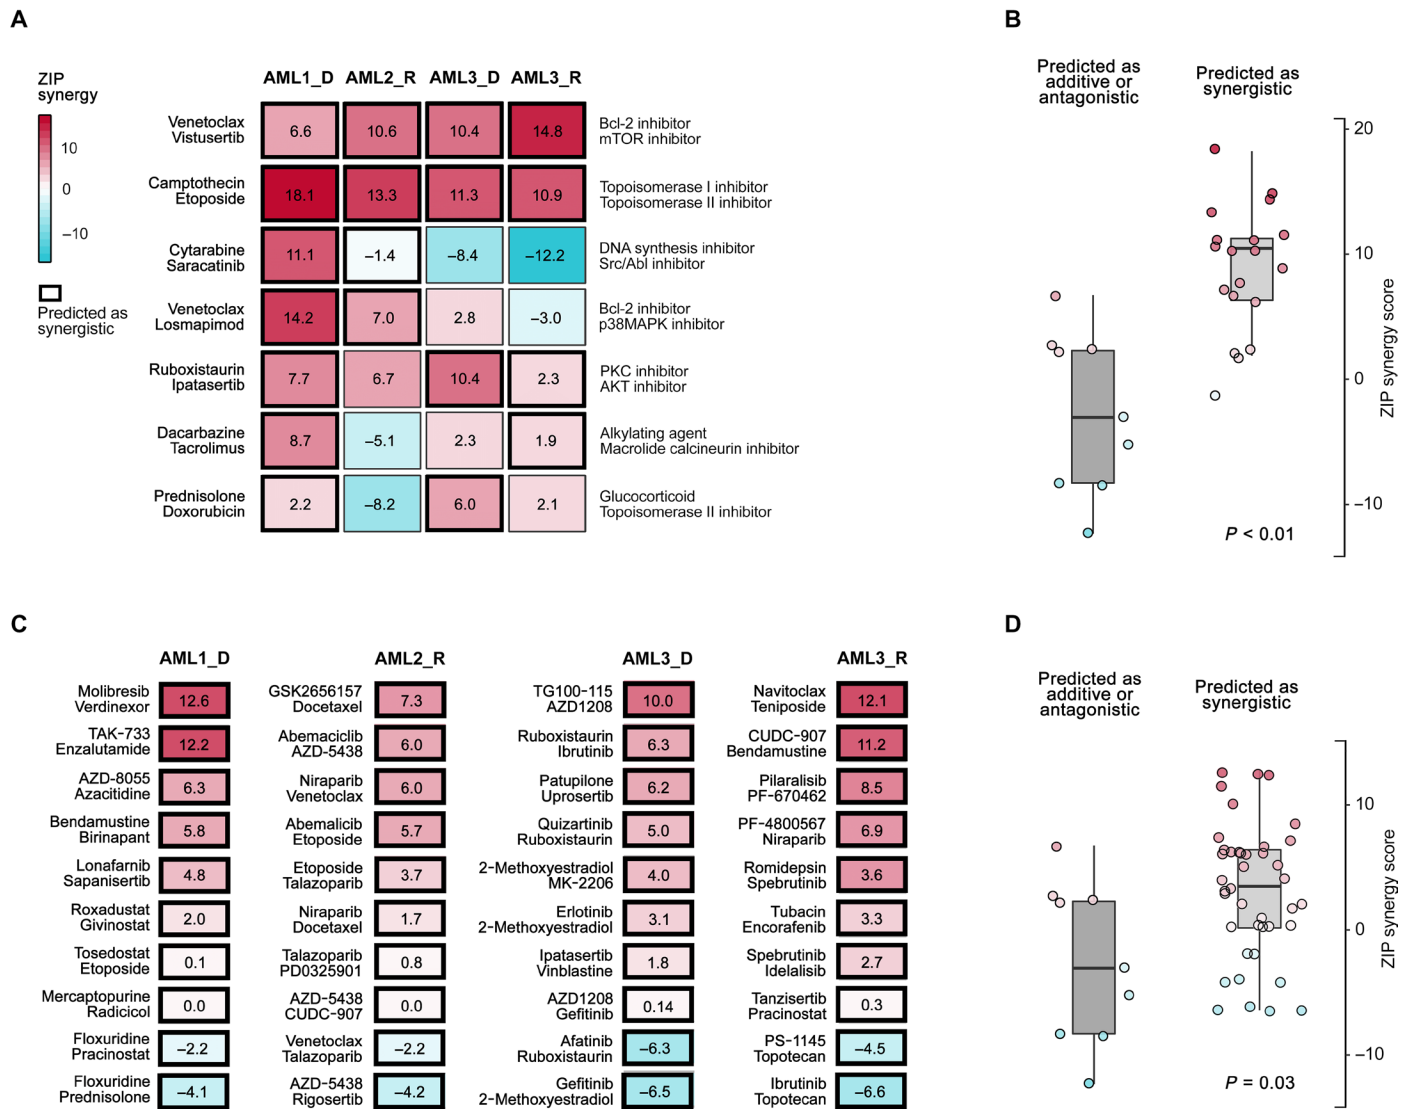 A
ZIP
synergy
10
0
−10
Predicted as
synergistic
AML1_D AML2_R AML3_D AML3_R
Venetoclax
Vistusertib
6.6 10.6 10.4 14.8
Bcl-2 inhibitor
mTOR inhibitor
Camptothecin
Etoposide
18.1 13.3 11.3 10.9
Topoisomerase I inhibitor
Topoisomerase II inhibitor
Cytarabine
Saracatinib
11.1 −1.4 −8.4 −12.2
DNA synthesis inhibitor
Src/Abl inhibitor
Venetoclax
Losmapimod
14.2 7.0 2.8 −3.0
Bcl-2 inhibitor
p38MAPK inhibitor
Ruboxistaurin
Ipatasertib
7.7 6.7 10.4 2.3
PKC inhibitor
AKT inhibitor
Dacarbazine
Tacrolimus
8.7 −5.1 2.3 1.9
Alkylating agent
Macrolide calcineurin inhibitor
Prednisolone
Doxorubicin
2.2 −8.2 6.0 2.1
Glucocorticoid
Topoisomerase II inhibitor
B
Predicted as
additive or
antagonistic
Predicted as
synergistic
20
10
0
−10
ZIP synergy score
P < 0.01
C
AML1_D
Molibresib
Verdinexor
12.6
TAK−733
Enzalutamide
12.2
AZD-8055
Azacitidine
6.3
Bendamustine
Birinapant
5.8
Lonafarnib
Sapanisertib
4.8
Roxadustat
Givinostat
2.0
Tosedostat
Etoposide
0.1
Mercaptopurine
Radicicol
0.0
Floxuridine
Pracinostat
−2.2
Floxuridine
Prednisolone
−4.1
AML2_R
GSK2656157
Docetaxel
7.3
Abemaciclib
AZD-5438
6.0
Niraparib
Venetoclax
6.0
Abemalicib
Etoposide
5.7
Etoposide
Talazoparib
3.7
Niraparib
Docetaxel
1.7
Talazoparib
PD0325901
0.8
AZD-5438
CUDC-907
0.0
Venetoclax
Talazoparib
−2.2
AZD-5438
Rigosertib
−4.2
AML3_D
TG100-115
AZD1208
10.0
Ruboxistaurin
Ibrutinib
6.3
Patupilone
Uprosertib
6.2
Quizartinib
Ruboxistaurin
5.0
2-Methoxyestradiol
MK-2206
4.0
Erlotinib
2-Methoxyestradiol
3.1
Ipatasertib
Vinblastine
1.8
AZD1208
Gefitinib
0.14
Afatinib
Ruboxistaurin
−6.3
Gefitinib
2-Methoxyestradiol
−6.5
AML3_R
Navitoclax
Teniposide
12.1
CUDC-907
Bendamustine
11.2
Pilaralisib
PF-670462
8.5
PF-4800567
Niraparib
6.9
Romidepsin
Spebrutinib
3.6
Tubacin
Encorafenib
3.3
Spebrutinib
Idelalisib
2.7
Tanzisertib
Pracinostat
0.3
PS-1145
Topotecan
−4.5
Ibrutinib
Topotecan
−6.6
D
Predicted as
additive or
antagonistic
Predicted as
synergistic
10
0
−10
ZIP synergy score
P = 0.03